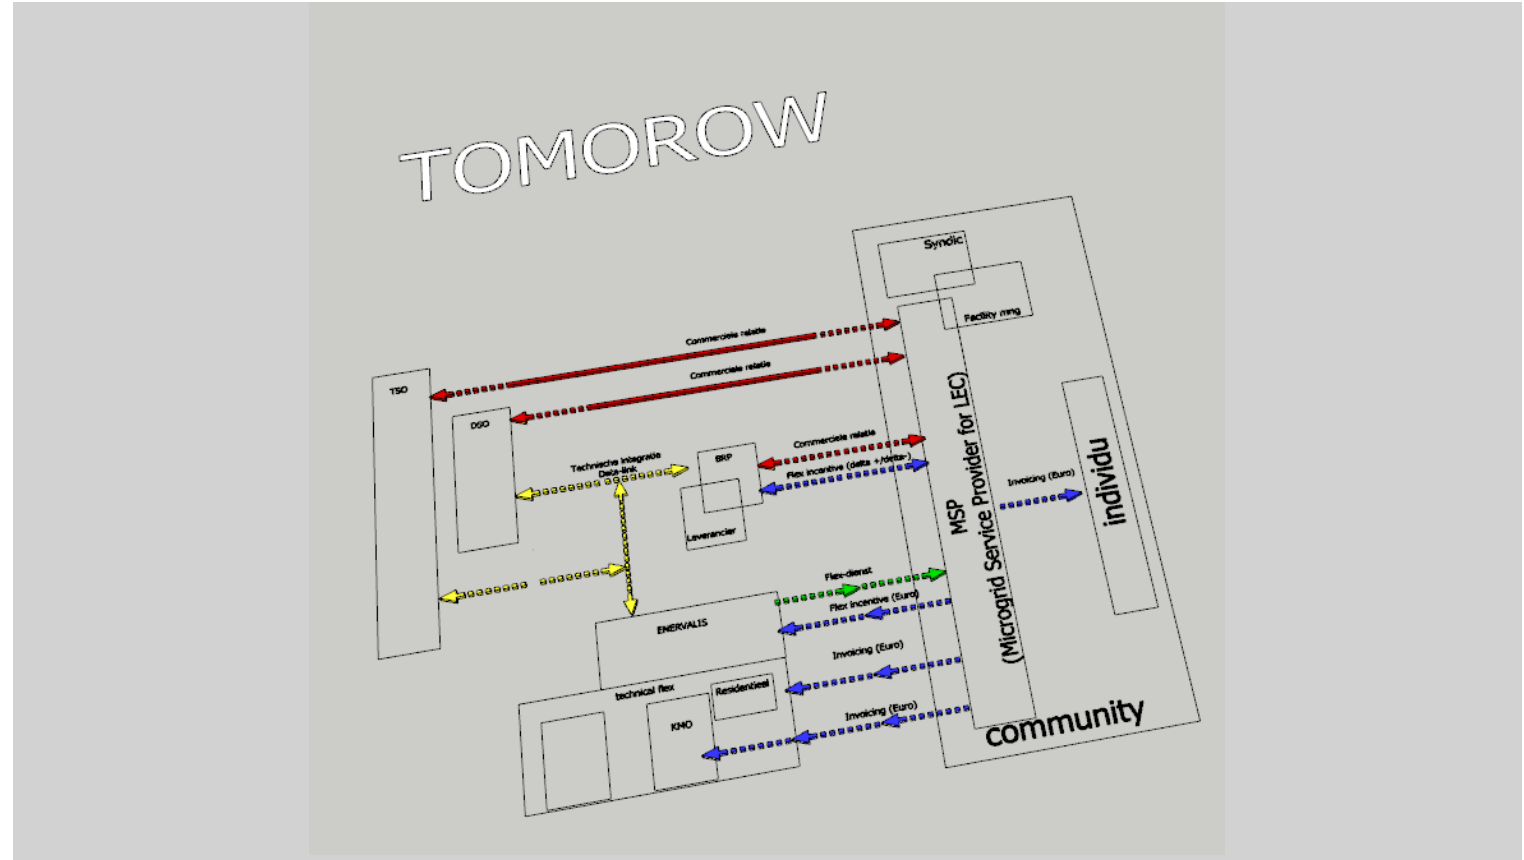 TOMOROW
Syndic
Facility mng
Commerciele relatie
Commerciele relatie
TSO
DSO
Technische integratie
Data-link
BRP
Leverancier
Commerciele relatie
Flex incentive (delta +/delta-)
MSP
(Microgrid Service Provider for LEC)
Invoicing (Euro)
individu
Flex-dienst
Flex incentive (Euro)
ENERVALIS
Invoicing (Euro)
technical flex
Residentieel
KMO
Invoicing (Euro)
community